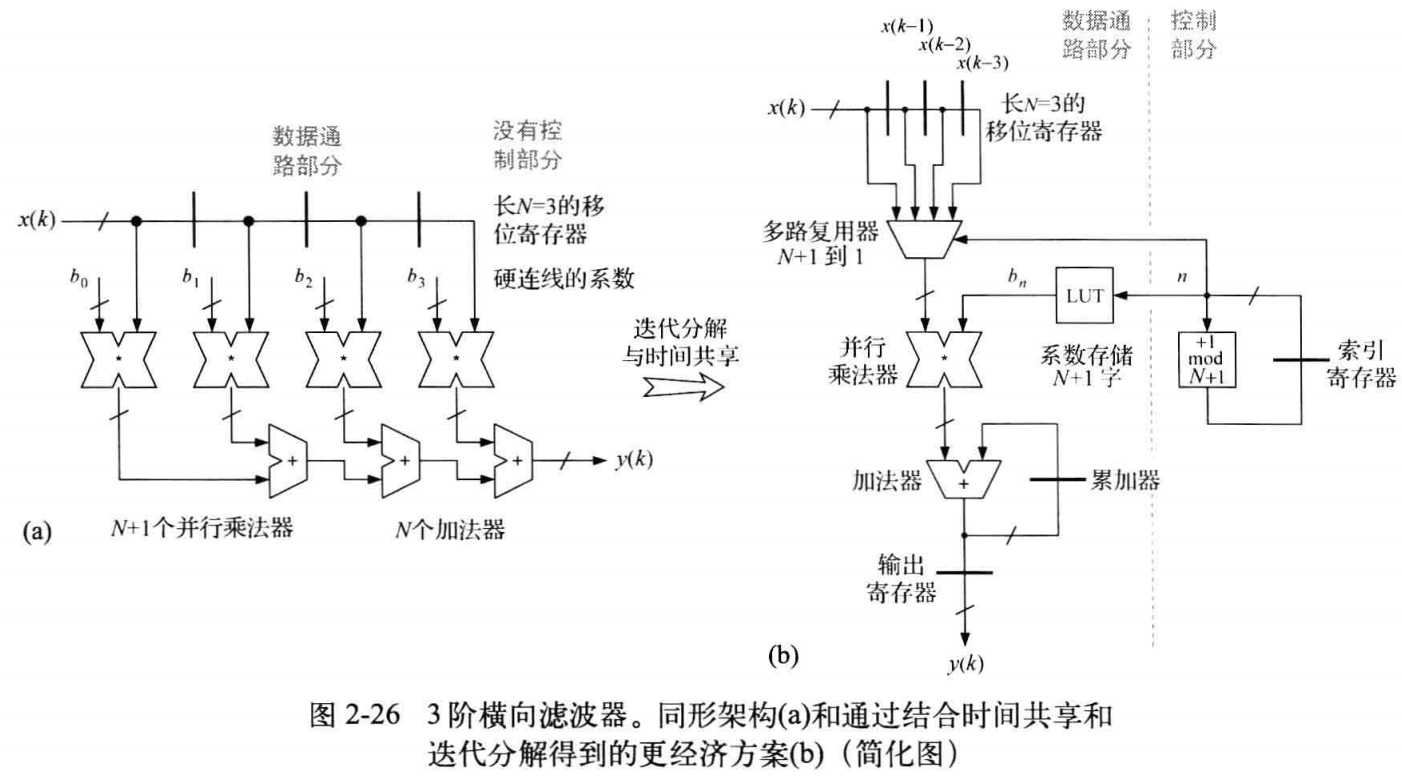 数据通
路部分
没有控
制部分
x(k)
长N=3的移
位寄存器
b0
b1
b2
b3
硬连线的系数
*
*
*
*
+
+
+
y(k)
(a)
N+1个并行乘法器
N个加法器
迭代分解
与时间共享
x(k−1)
x(k−2)
x(k−3)
数据通
路部分
控制
部分
x(k)
长N=3的
移位寄存器
多路复用器
N+1 到 1
bn
LUT
n
并行
乘法器
*
系数存储
N+1 字
+1
mod
N+1
索引
寄存器
加法器
+
累加器
输出
寄存器
(b)
y(k)
图 2-26 3 阶横向滤波器。同形架构(a)和通过结合时间共享和
迭代分解得到的更经济方案(b)（简化图）